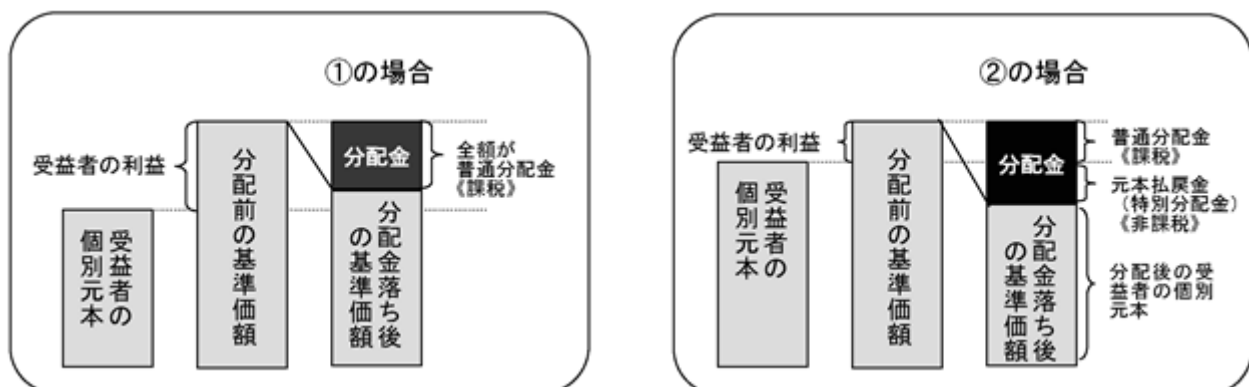 ①の場合
受益者の利益
受益者の
個別元本
分配前の基準価額
分配金
分配金落ち後
の基準価額
全額が
普通分配金
《課税》
②の場合
受益者の利益
受益者の
個別元本
分配前の基準価額
分配金
分配金落ち後
の基準価額
普通分配金
《課税》
元本払戻金
(特別分配金)
《非課税》
分配後の受
益者の個別
元本